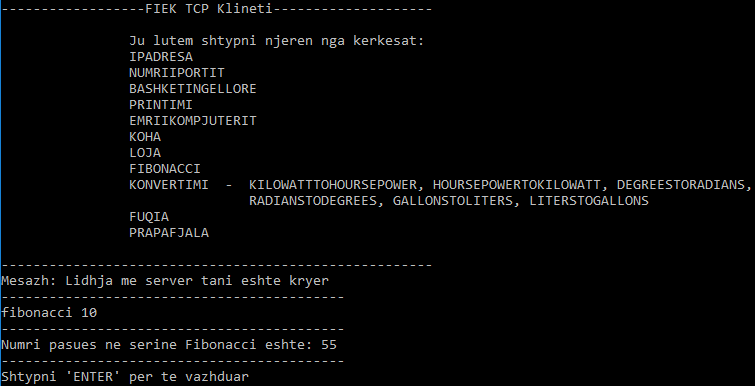 ------------------FIEK TCP Klineti--------------------
Ju lutem shtypni njeren nga kerkesat:
IPADRESA
NUMRIIPORTIT
BASHKETINGELLORE
PRINTIMI
EMRIIKOMPJUTERIT
KOHA
LOJA
FIBONACCI
KONVERTIMI - KILOWATTTOHOURSEPOWER, HOURSEPOWERTOKILOWATT, DEGREESTORADIANS,
RADIANSTODEGREES, GALLONSTOLITERS, LITERSTOGALLONS
FUQIA
PRAPAFJALA
------------------------------------------------------
Mesazh: Lidhja me server tani eshte kryer
-------------------------------------------
fibonacci 10
-------------------------------------------
Numri pasues ne serine Fibonacci eshte: 55
-------------------------------------------
Shtypni 'ENTER' per te vazhduar